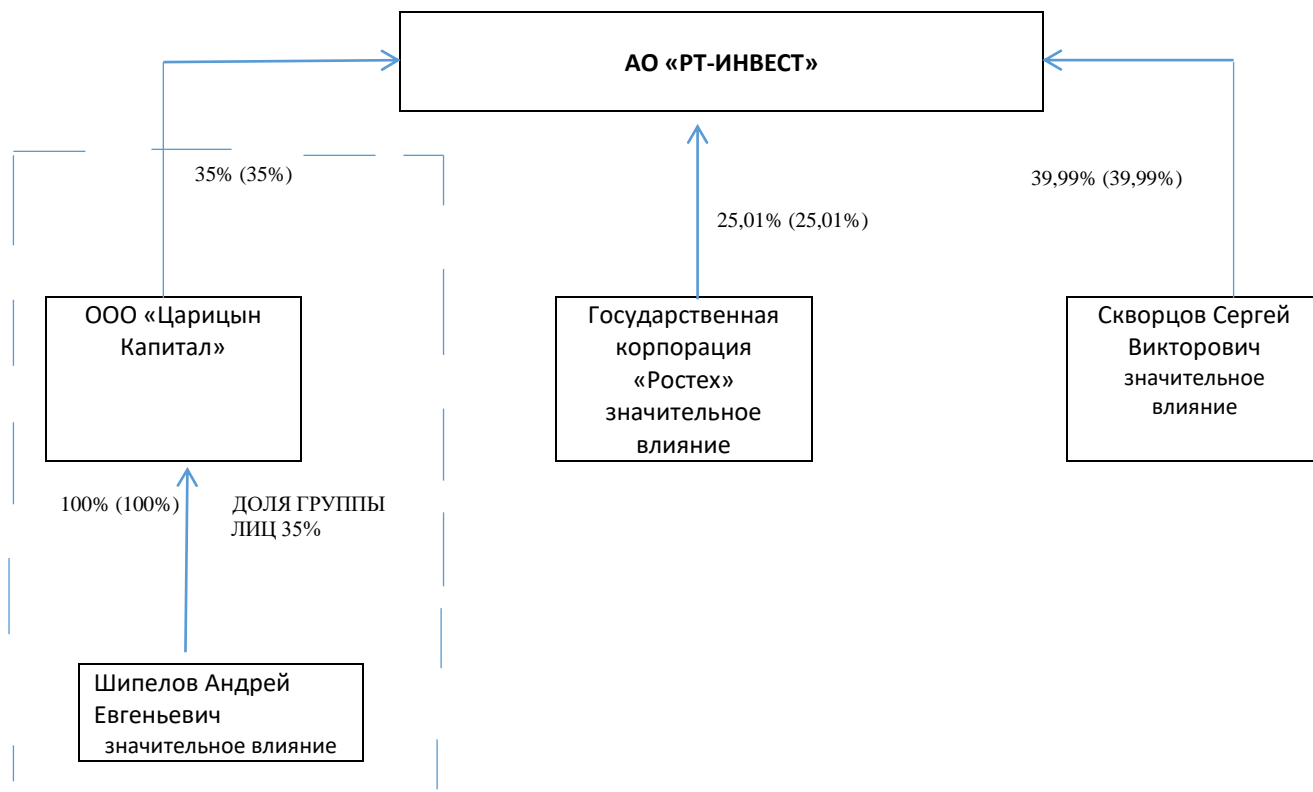 АО «РТ-ИНВЕСТ»
35% (35%)
39,99% (39,99%)
25,01% (25,01%)
ООО «Царицын
Капитал»
Государственная
корпорация
«Ростех»
значительное
влияние
Скворцов Сергей
Викторович
значительное
влияние
100% (100%)
ДОЛЯ ГРУППЫ
ЛИЦ 35%
Шипелов Андрей
Евгеньевич
значительное влияние